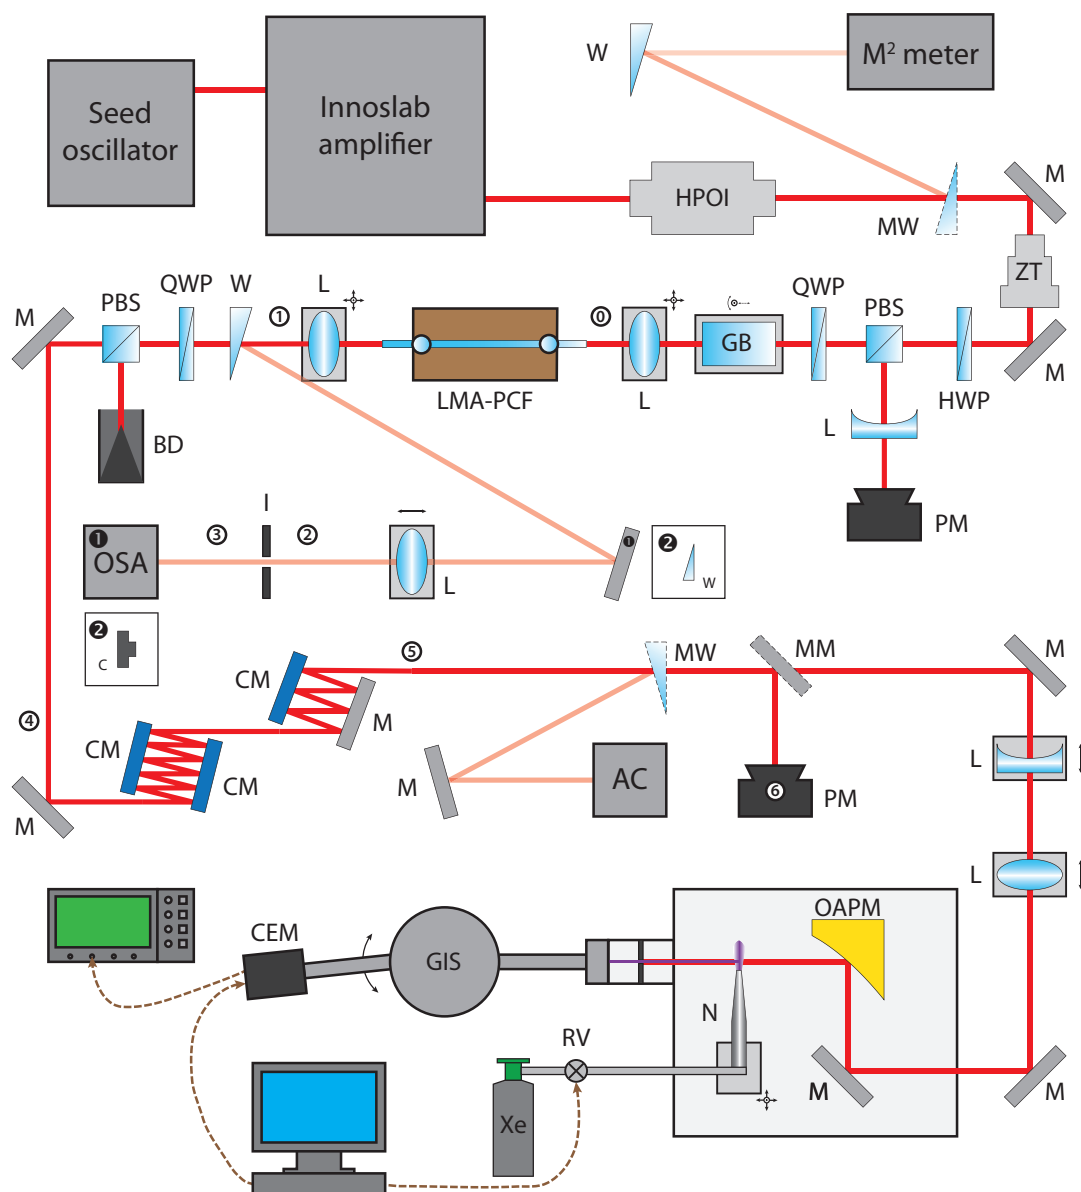 W
M² meter
Seed
oscillator
Innoslab
amplifier
HPOI
MW
M
ZT
M
PBS
QWP
W
①
L
LMA-PCF
⓪
L
GB
QWP
PBS
HWP
M
BD
L
PM
I
③
②
❶
OSA
L
❶
❷
W
❷
C
④
CM
M
CM
CM
M
⑤
MW
MM
M
M
AC
⑥
PM
L
L
CEM
GIS
OAPM
N
RV
Xe
M
M